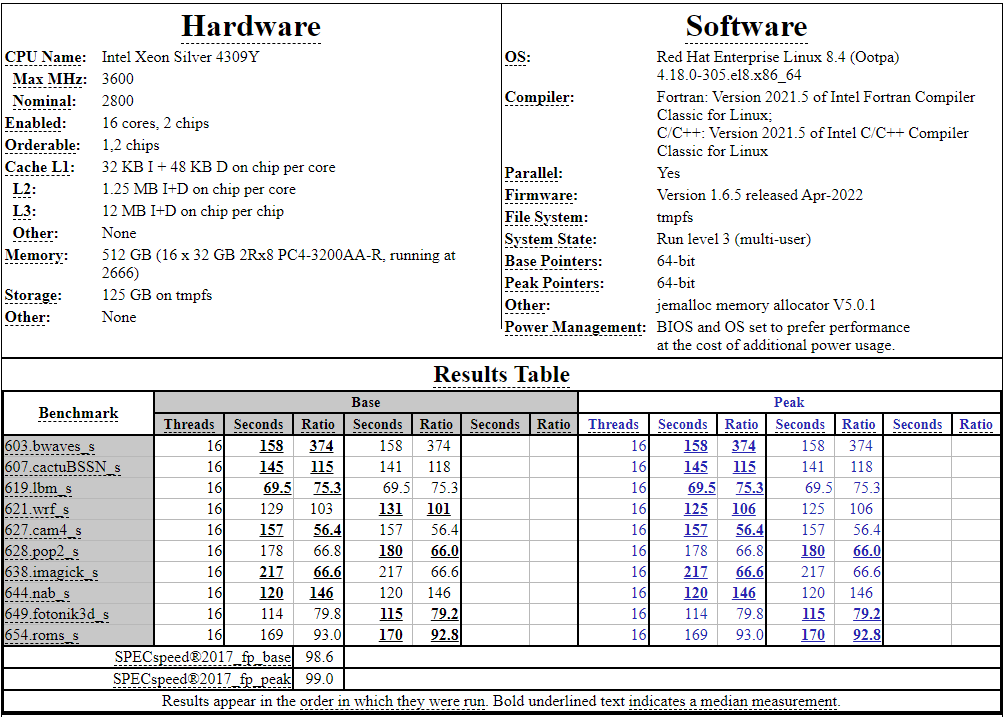 Hardware
CPU Name: Intel Xeon Silver 4309Y
Max MHz: 3600
Nominal: 2800
Enabled: 16 cores, 2 chips
Orderable: 1,2 chips
Cache L1: 32 KB I + 48 KB D on chip per core
L2: 1.25 MB I+D on chip per core
L3: 12 MB I+D on chip per chip
Other: None
Memory: 512 GB (16 x 32 GB 2Rx8 PC4-3200AA-R, running at
2666)
Storage: 125 GB on tmpfs
Other: None
Software
OS: Red Hat Enterprise Linux 8.4 (Ootpa)
4.18.0-305.el8.x86_64
Compiler: Fortran: Version 2021.5 of Intel Fortran Compiler
Classic for Linux;
C/C++: Version 2021.5 of Intel C/C++ Compiler
Classic for Linux
Parallel: Yes
Firmware: Version 1.6.5 released Apr-2022
File System: tmpfs
System State: Run level 3 (multi-user)
Base Pointers: 64-bit
Peak Pointers: 64-bit
Other: jemalloc memory allocator V5.0.1
Power Management: BIOS and OS set to prefer performance
at the cost of additional power usage.
Results Table
Benchmark Base Peak
Threads Seconds Ratio Seconds Ratio Seconds Ratio Threads Seconds Ratio Seconds Ratio Seconds Ratio
603.bwaves_s 16 158 374 158 374 16 158 374 158 374
607.cactuBSSN_s 16 145 115 141 118 16 145 115 141 118
619.lbm_s 16 69.5 75.3 69.5 75.3 16 69.5 75.3 69.5 75.3
621.wrf_s 16 129 103 131 101 16 125 106 125 106
627.cam4_s 16 157 56.4 157 56.4 16 157 56.4 157 56.4
628.pop2_s 16 178 66.8 180 66.0 16 178 66.8 180 66.0
638.imagick_s 16 217 66.6 217 66.6 16 217 66.6 217 66.6
644.nab_s 16 120 146 120 146 16 120 146 120 146
649.fotonik3d_s 16 114 79.8 115 79.2 16 114 79.8 115 79.2
654.roms_s 16 169 93.0 170 92.8 16 169 93.0 170 92.8
SPECspeed®2017_fp_base 98.6
SPECspeed®2017_fp_peak 99.0
Results appear in the order in which they were run. Bold underlined text indicates a median measurement.